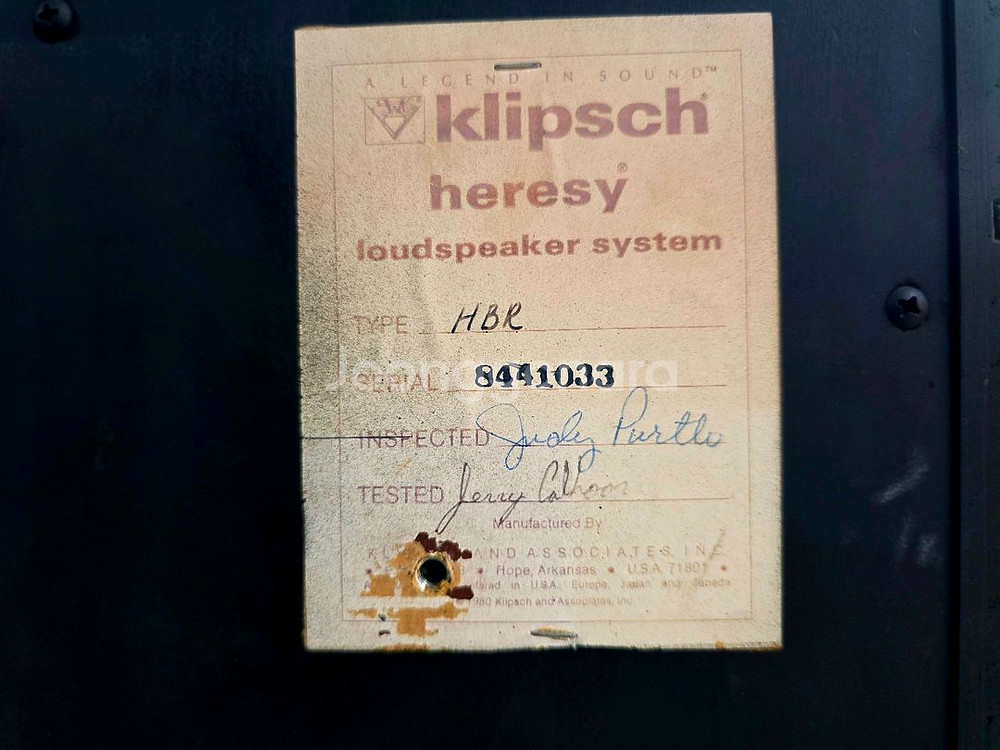 A LEGEND IN SOUND™
klipsch®
heresy®
loudspeaker system
TYPE HBR
SERIAL 8441033
INSPECTED Judy Purtle
TESTED Jerry Calhoon
Manufactured By
AND ASSOCIATES, INC.
• Hope, Arkansas • U.S.A. 71801 •
in U.S.A. Europe, Japan and Canada
1980 Klipsch and Associates, Inc.